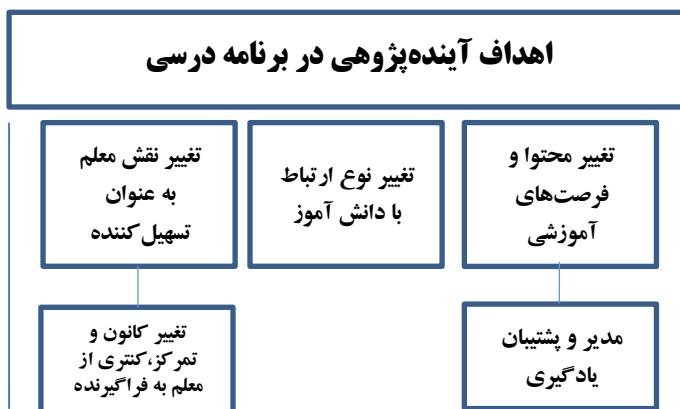 اهداف آینده‌پژوهی در برنامه درسی
تغییر محتوا و
فرصت‌های
آموزشی
تغییر نوع ارتباط
با دانش آموز
تغییر نقش معلم
به عنوان
تسهیل‌کننده
مدیر و پشتیبان
یادگیری
تغییر کانون و
تمرکز،کنتری از
معلم به فراگیرنده